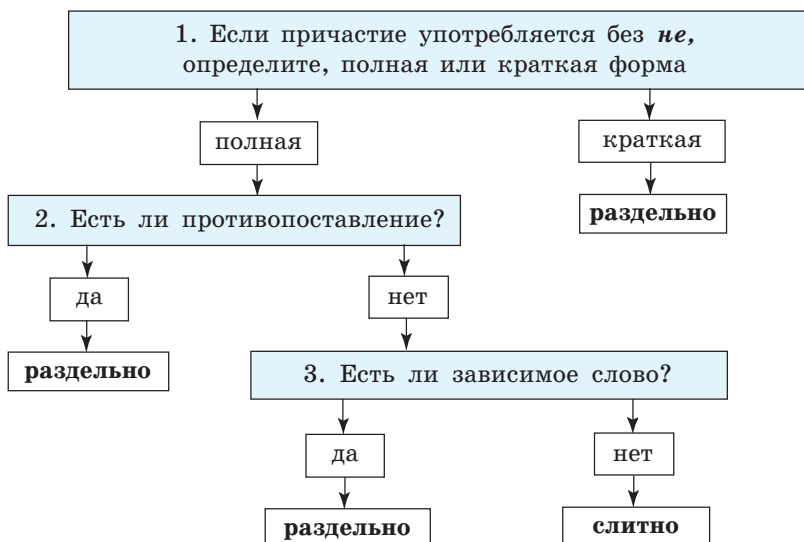 1. Если причастие употребляется без не,
определите, полная или краткая форма
полная
краткая
раздельно
2. Есть ли противопоставление?
да
нет
раздельно
3. Есть ли зависимое слово?
да
нет
раздельно
слитно